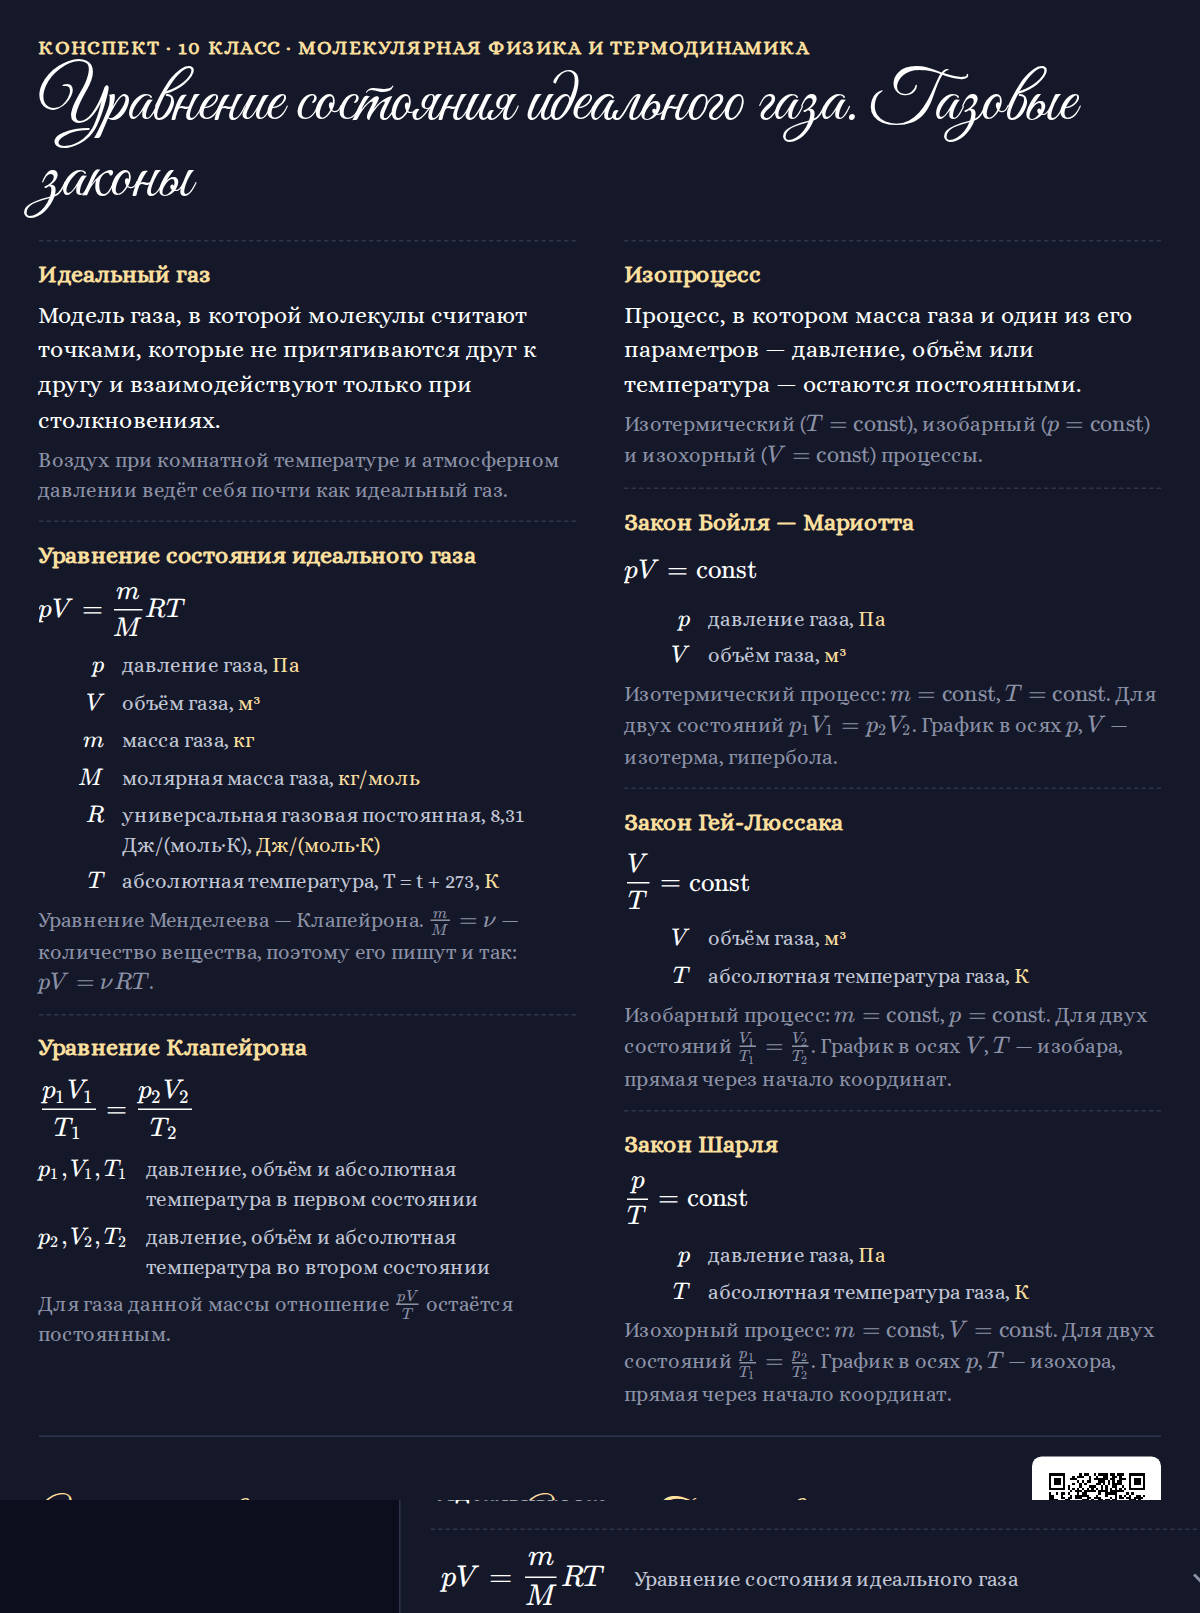 КОНСПЕКТ · 10 КЛАСС · МОЛЕКУЛЯРНАЯ ФИЗИКА И ТЕРМОДИНАМИКА
Уравнение состояния идеального газа. Газовые
законы
Идеальный газ
Модель газа, в которой молекулы считают
точками, которые не притягиваются друг к
другу и взаимодействуют только при
столкновениях.
Воздух при комнатной температуре и атмосферном
давлении ведёт себя почти как идеальный газ.
Уравнение состояния идеального газа
pV = m/M RT
p давление газа, Па
V объём газа, м³
m масса газа, кг
M молярная масса газа, кг/моль
R универсальная газовая постоянная, 8,31
Дж/(моль·К), Дж/(моль·К)
T абсолютная температура, T = t + 273, К
Уравнение Менделеева — Клапейрона. m/M = ν —
количество вещества, поэтому его пишут и так:
pV = νRT.
Уравнение Клапейрона
p₁V₁/T₁ = p₂V₂/T₂
p₁,V₁,T₁ давление, объём и абсолютная
температура в первом состоянии
p₂,V₂,T₂ давление, объём и абсолютная
температура во втором состоянии
Для газа данной массы отношение pV/T остаётся
постоянным.
Изопроцесс
Процесс, в котором масса газа и один из его
параметров — давление, объём или
температура — остаются постоянными.
Изотермический (T = const), изобарный (p = const)
и изохорный (V = const) процессы.
Закон Бойля — Мариотта
pV = const
p давление газа, Па
V объём газа, м³
Изотермический процесс: m = const, T = const. Для
двух состояний p₁V₁ = p₂V₂. График в осях p, V —
изотерма, гипербола.
Закон Гей-Люссака
V/T = const
V объём газа, м³
T абсолютная температура газа, К
Изобарный процесс: m = const, p = const. Для двух
состояний V₁/T₁ = V₂/T₂. График в осях V, T — изобара,
прямая через начало координат.
Закон Шарля
p/T = const
p давление газа, Па
T абсолютная температура газа, К
Изохорный процесс: m = const, V = const. Для двух
состояний p₁/T₁ = p₂/T₂. График в осях p, T — изохора,
прямая через начало координат.
pV = m/M RT Уравнение состояния идеального газа